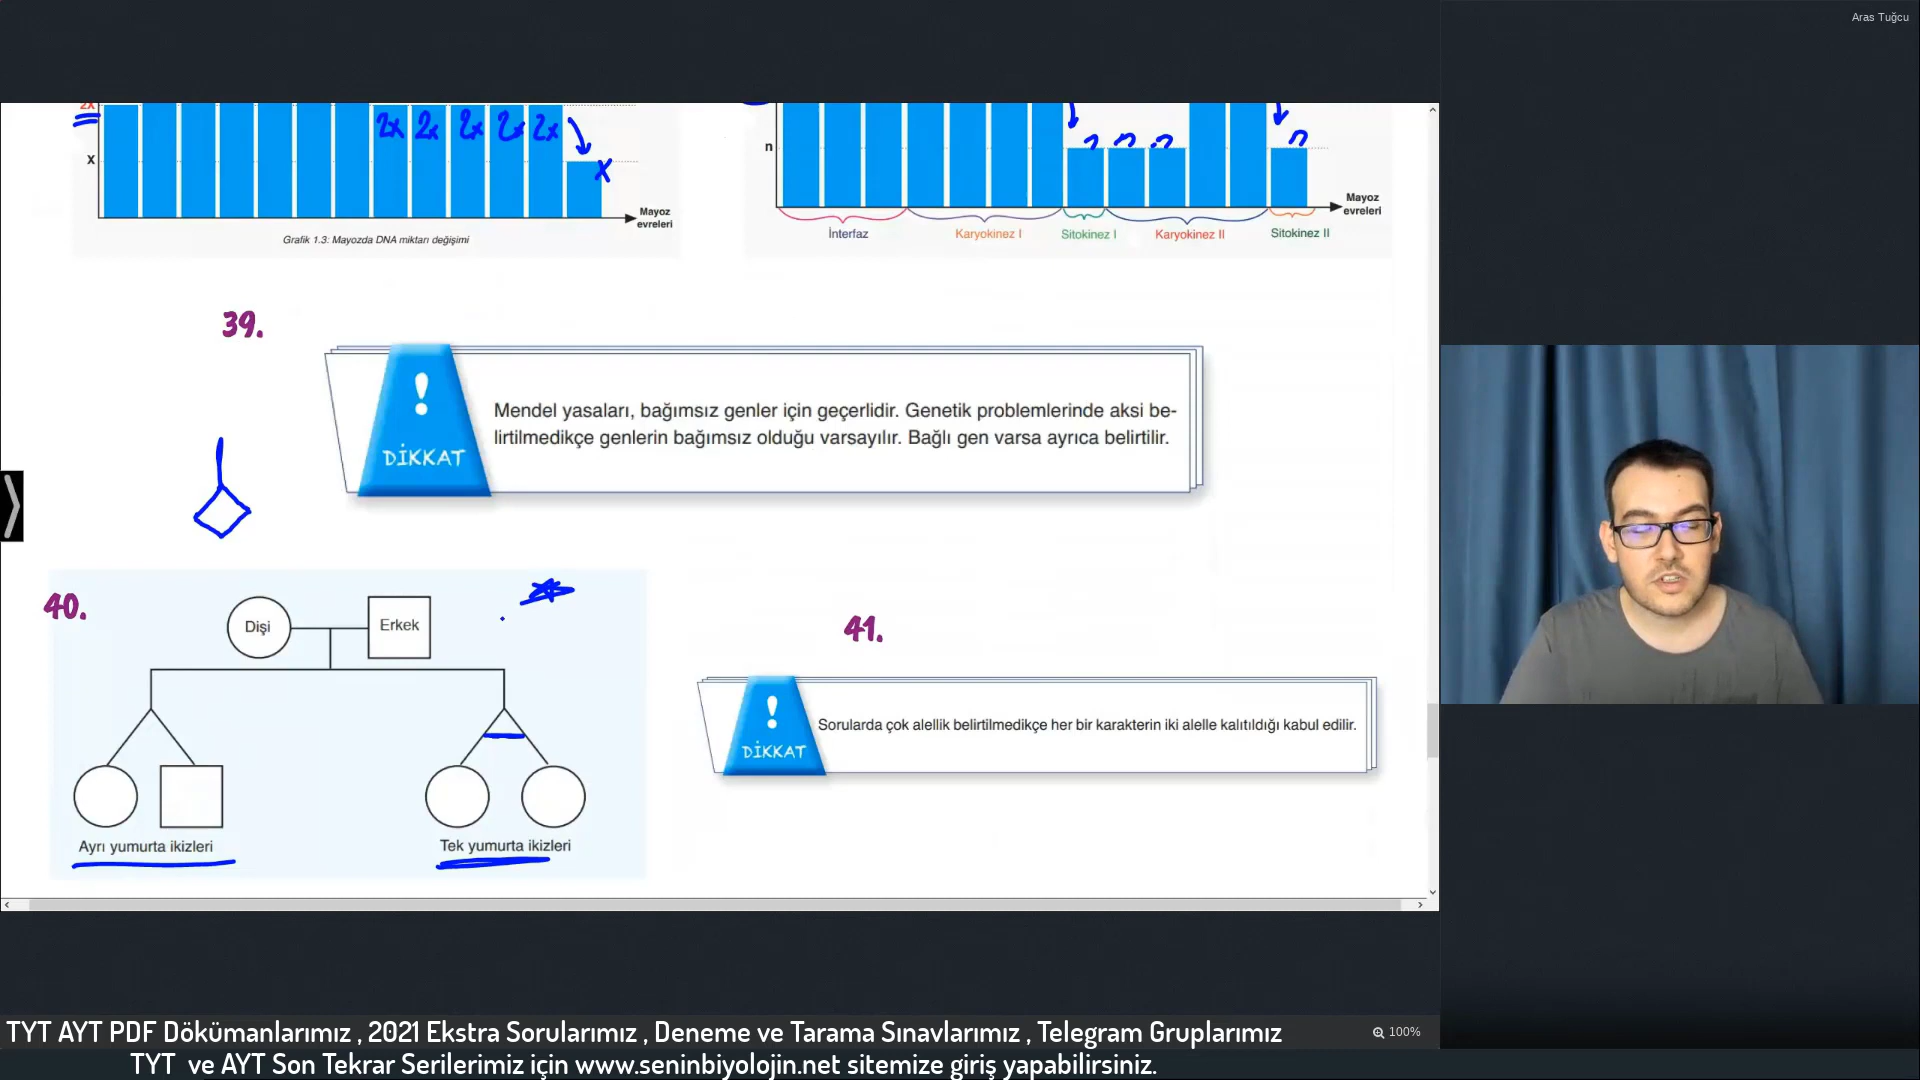 Aras Tuğcu
2X
2x 2x 2x 2x 2x
X
x
Mayoz
evreleri
Grafik 1.3: Mayozda DNA miktarı değişimi
n
n n n
n
Mayoz
evreleri
İnterfaz
Karyokinez I
Sitokinez I
Karyokinez II
Sitokinez II
39.
!
DİKKAT
Mendel yasaları, bağımsız genler için geçerlidir. Genetik problemlerinde aksi be-
lirtilmedikçe genlerin bağımsız olduğu varsayılır. Bağlı gen varsa ayrıca belirtilir.
40.
Dişi
Erkek
Ayrı yumurta ikizleri
Tek yumurta ikizleri
41.
!
DİKKAT
Sorularda çok alellik belirtilmedikçe her bir karakterin iki alelle kalıtıldığı kabul edilir.
100%
TYT AYT PDF Dökümanlarımız , 2021 Ekstra Sorularımız , Deneme ve Tarama Sınavlarımız , Telegram Gruplarımız
TYT ve AYT Son Tekrar Serilerimiz için www.seninbiyolojin.net sitemize giriş yapabilirsiniz.